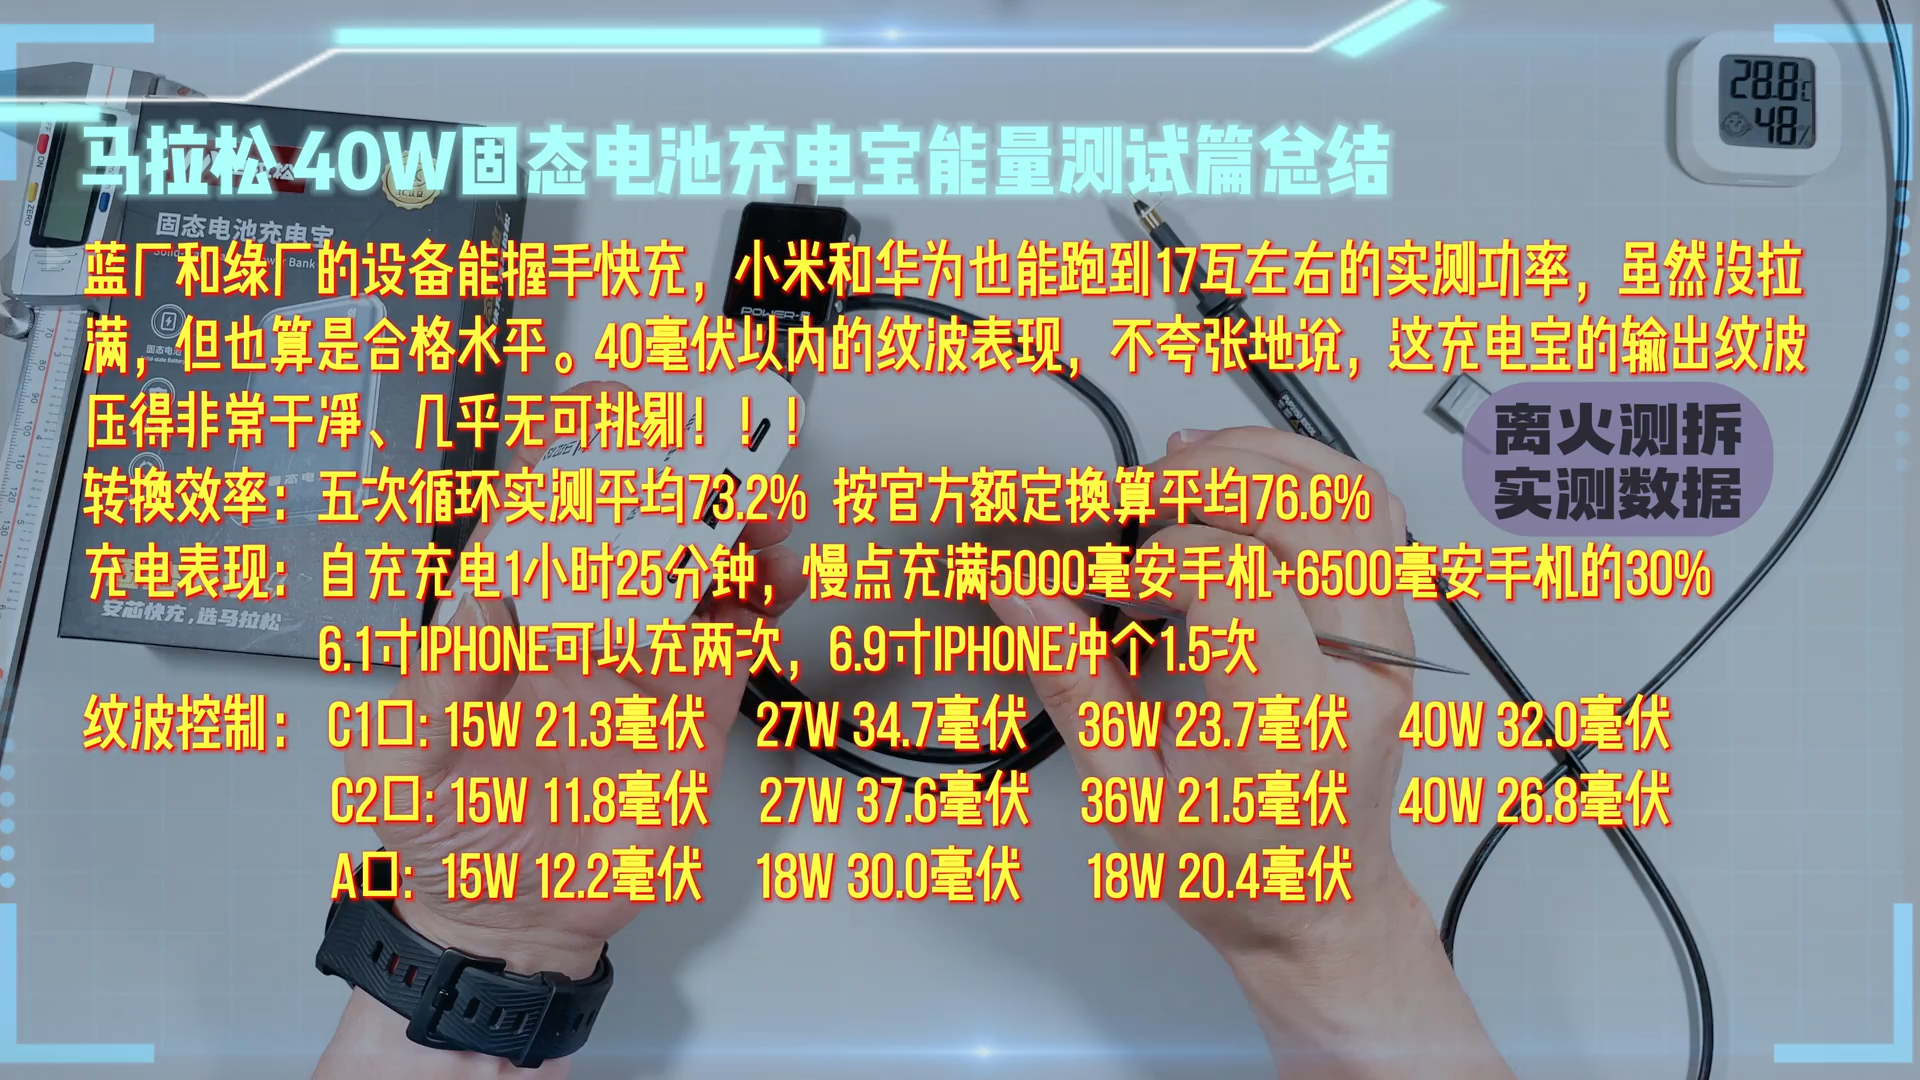 28.8
48%
马拉松 40W固态电池充电宝能量测试篇总结
固态电池充电宝
蓝厂和绿厂的设备能握手快充，小米和华为也能跑到17瓦左右的实测功率，虽然没拉
满，但也算是合格水平。40毫伏以内的纹波表现，不夸张地说，这充电宝的输出纹波
压得非常干净、几乎无可挑剔！！！
离火测拆
实测数据
转换效率：五次循环实测平均73.2% 按官方额定换算平均76.6%
充电表现：自充充电1小时25分钟，慢点充满5000毫安手机+6500毫安手机的30%
安芯快充，选马拉松
6.1寸IPHONE可以充两次，6.9寸IPHONE冲个1.5次
纹波控制： C1口: 15W 21.3毫伏 27W 34.7毫伏 36W 23.7毫伏 40W 32.0毫伏
C2口: 15W 11.8毫伏 27W 37.6毫伏 36W 21.5毫伏 40W 26.8毫伏
A口: 15W 12.2毫伏 18W 30.0毫伏 18W 20.4毫伏